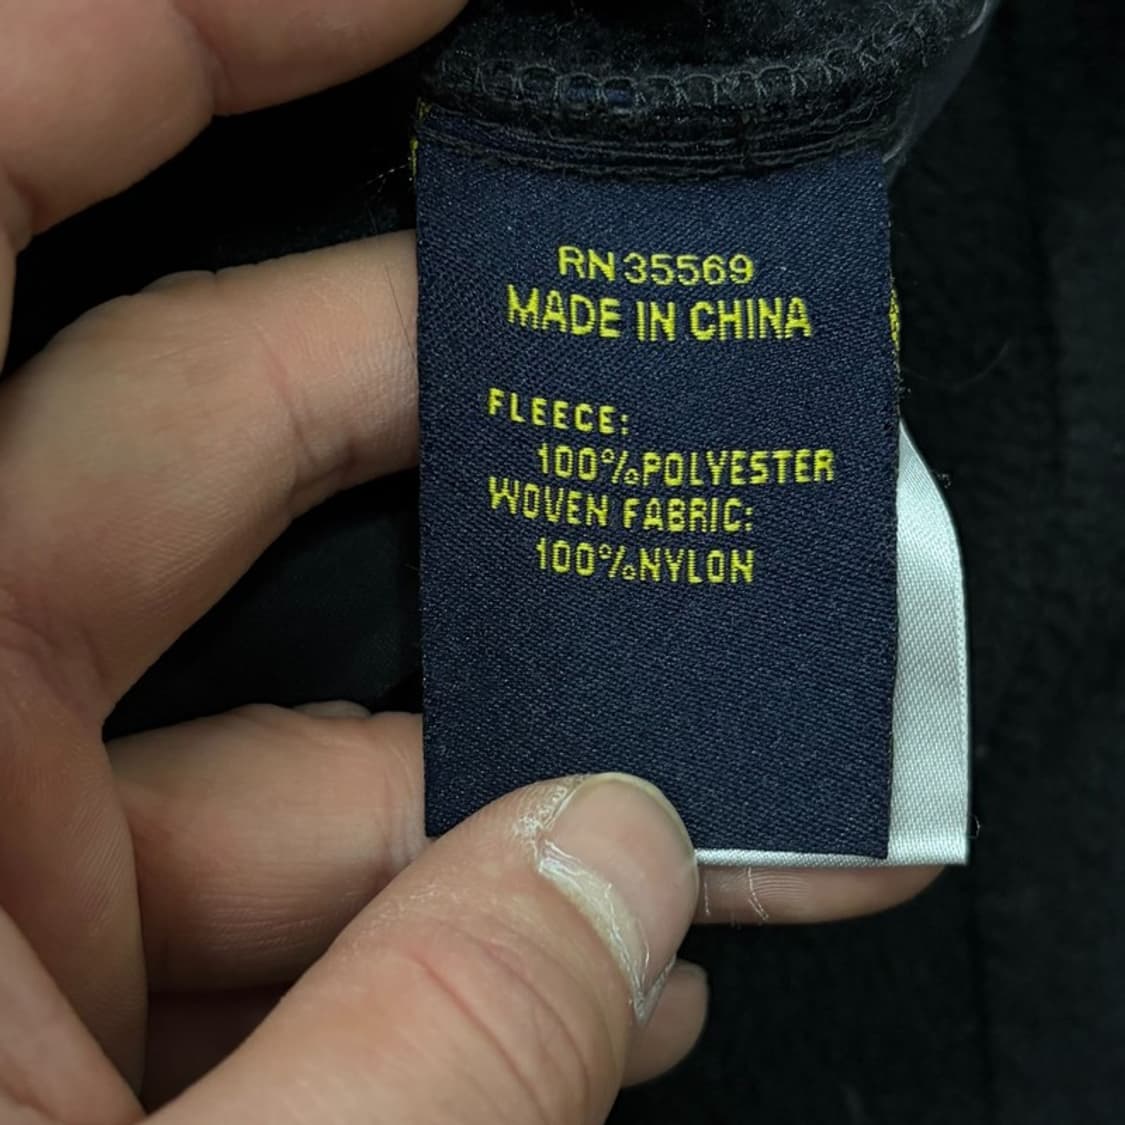 RN 35569
MADE IN CHINA
FLEECE:
100% POLYESTER
WOVEN FABRIC:
100% NYLON